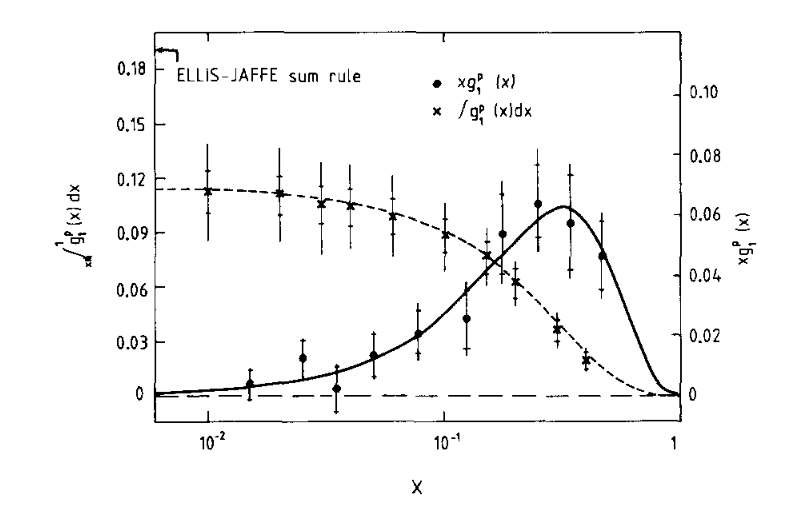 ELLIS-JAFFE sum rule
● xg₁ᵖ (x)
× ∫g₁ᵖ (x)dx
0.18
0.15
0.12
0.09
0.06
0.03
0
∫g₁ᵖ (x) dx
0.10
0.08
0.06
0.04
0.02
0
xg₁ᵖ (x)
10⁻²
10⁻¹
1
X